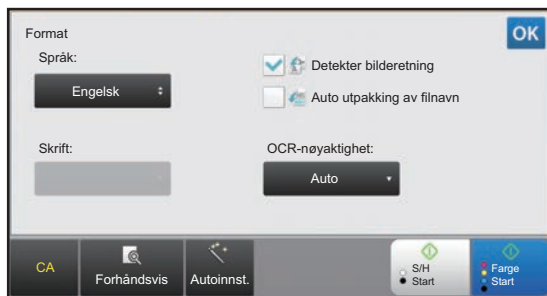 Format
OK
Språk:
Detekter bilderetning
Engelsk
Auto utpakking av filnavn
Skrift:
OCR-nøyaktighet:
Auto
CA
Forhåndsvis
Autoinnst.
S/H
Start
Farge
Start